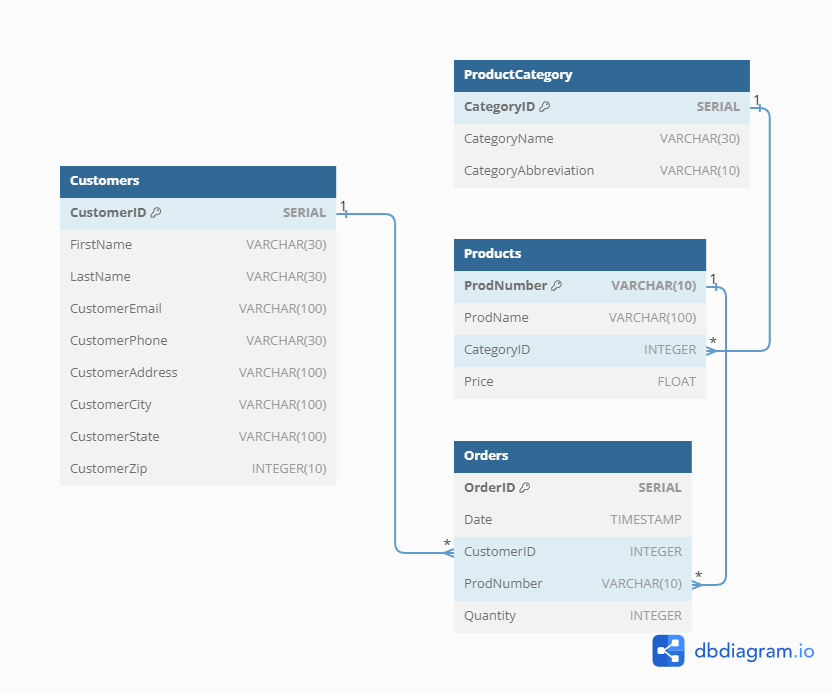 ProductCategory
CategoryID SERIAL
CategoryName VARCHAR(30)
CategoryAbbreviation VARCHAR(10)
1
Customers
CustomerID SERIAL
FirstName VARCHAR(30)
LastName VARCHAR(30)
CustomerEmail VARCHAR(100)
CustomerPhone VARCHAR(30)
CustomerAddress VARCHAR(100)
CustomerCity VARCHAR(100)
CustomerState VARCHAR(100)
CustomerZip INTEGER(10)
1
Products
ProdNumber VARCHAR(10)
ProdName VARCHAR(100)
CategoryID INTEGER
Price FLOAT
1
*
Orders
OrderID SERIAL
Date TIMESTAMP
CustomerID INTEGER
ProdNumber VARCHAR(10)
Quantity INTEGER
*
*
dbdiagram.io